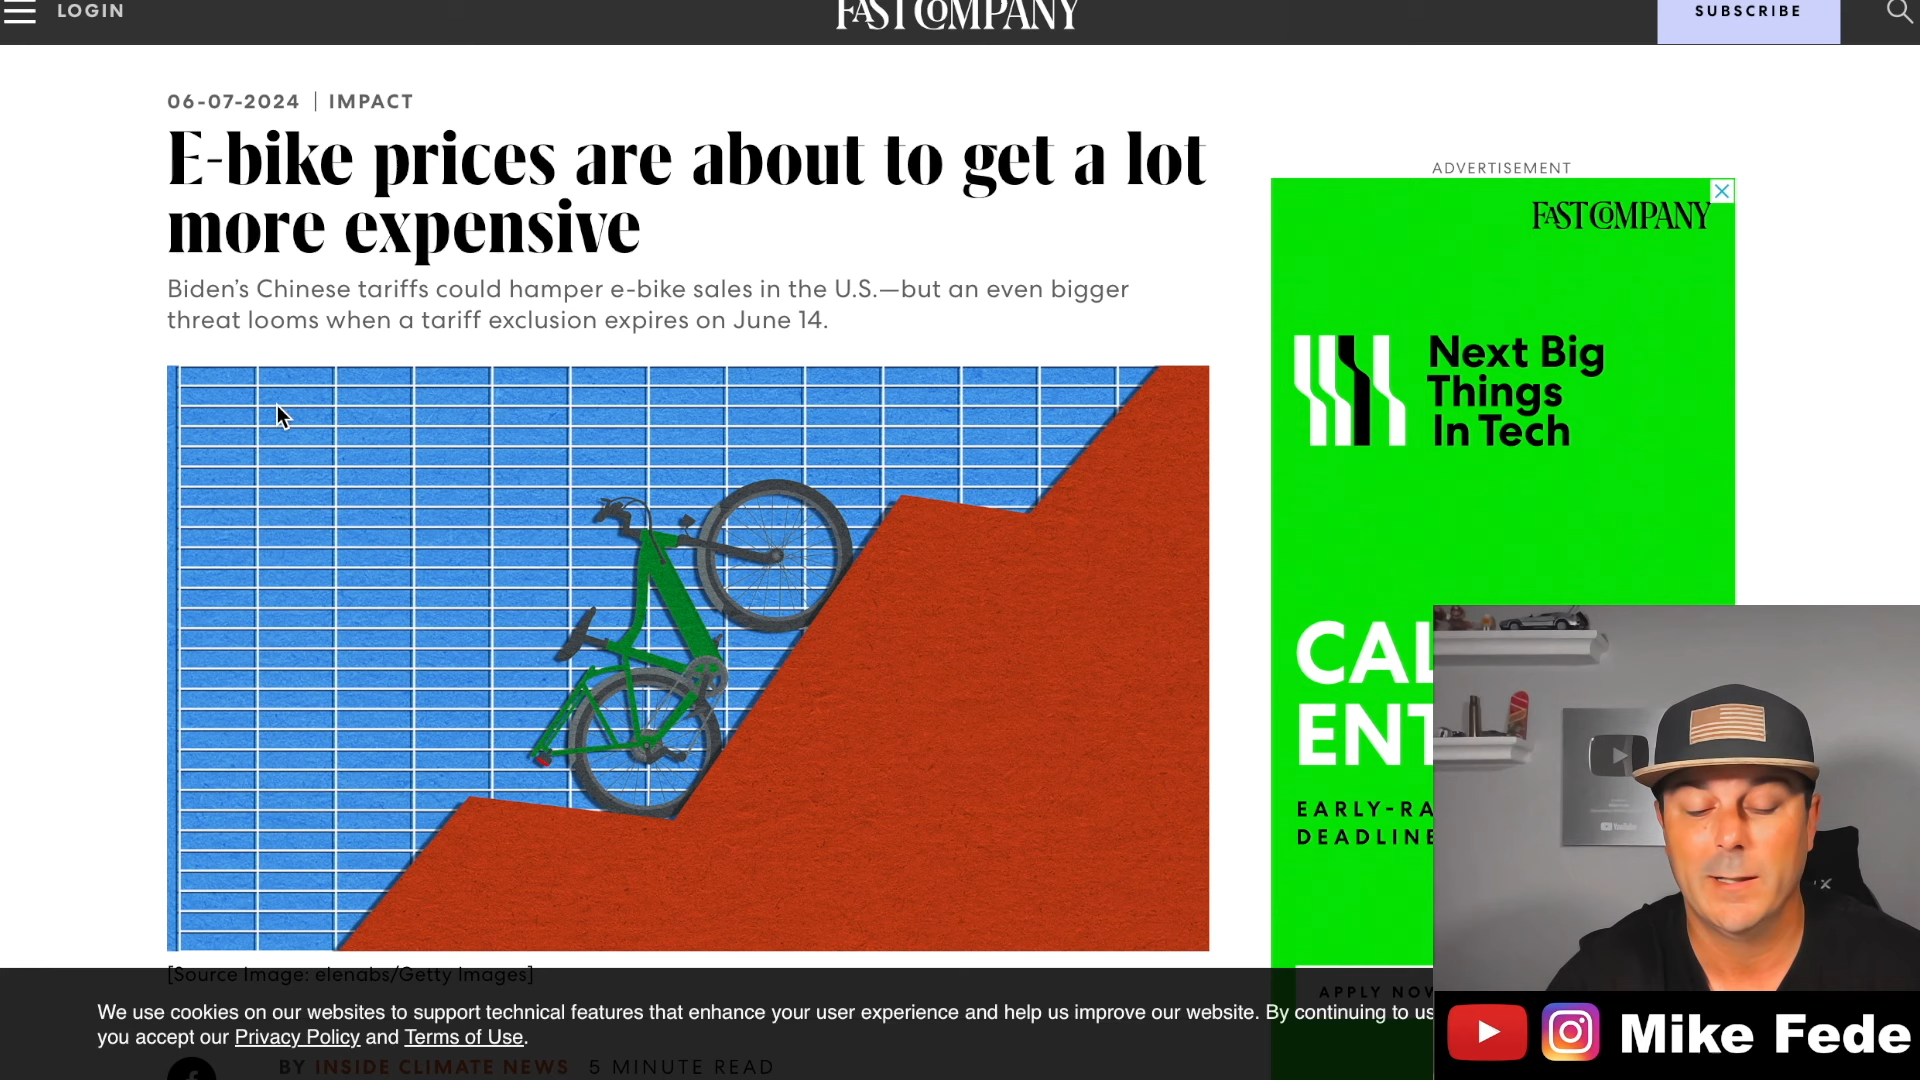 LOGIN
FAST COMPANY
SUBSCRIBE
06-07-2024 | IMPACT
E-bike prices are about to get a lot
more expensive
Biden's Chinese tariffs could hamper e-bike sales in the U.S.—but an even bigger
threat looms when a tariff exclusion expires on June 14.
[Source Image: elenabs/Getty Images]
ADVERTISEMENT
FAST COMPANY
Next Big
Things
In Tech
CAL
ENT
EARLY-RA
DEADLINE
APPLY NOW
We use cookies on our websites to support technical features that enhance your user experience and help us improve our website. By continuing to us
you accept our Privacy Policy and Terms of Use.
BY INSIDE CLIMATE NEWS 5 MINUTE READ
YouTube
Mike Fede